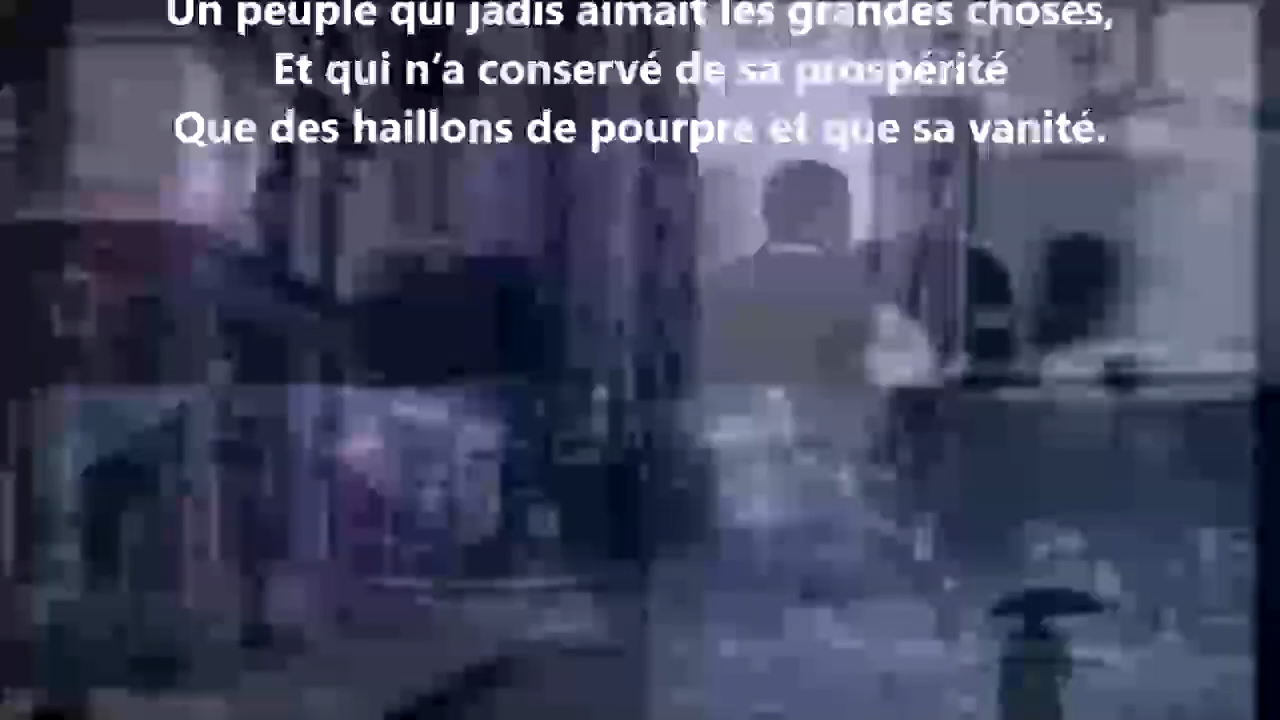 Un peuple qui jadis aimait les grandes choses,
Et qui n’a conservé de sa prospérité
Que des haillons de pourpre et que sa vanité.